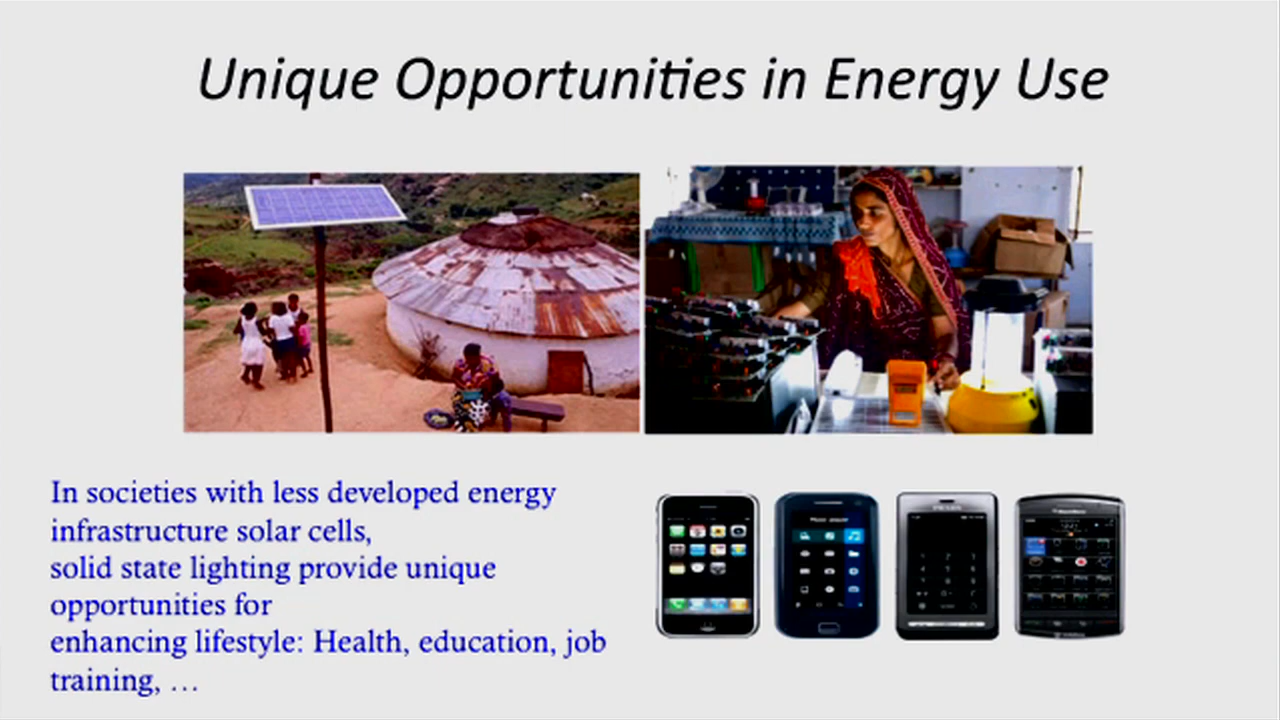 Unique Opportunities in Energy Use
In societies with less developed energy
infrastructure solar cells,
solid state lighting provide unique
opportunities for
enhancing lifestyle: Health, education, job
training, …